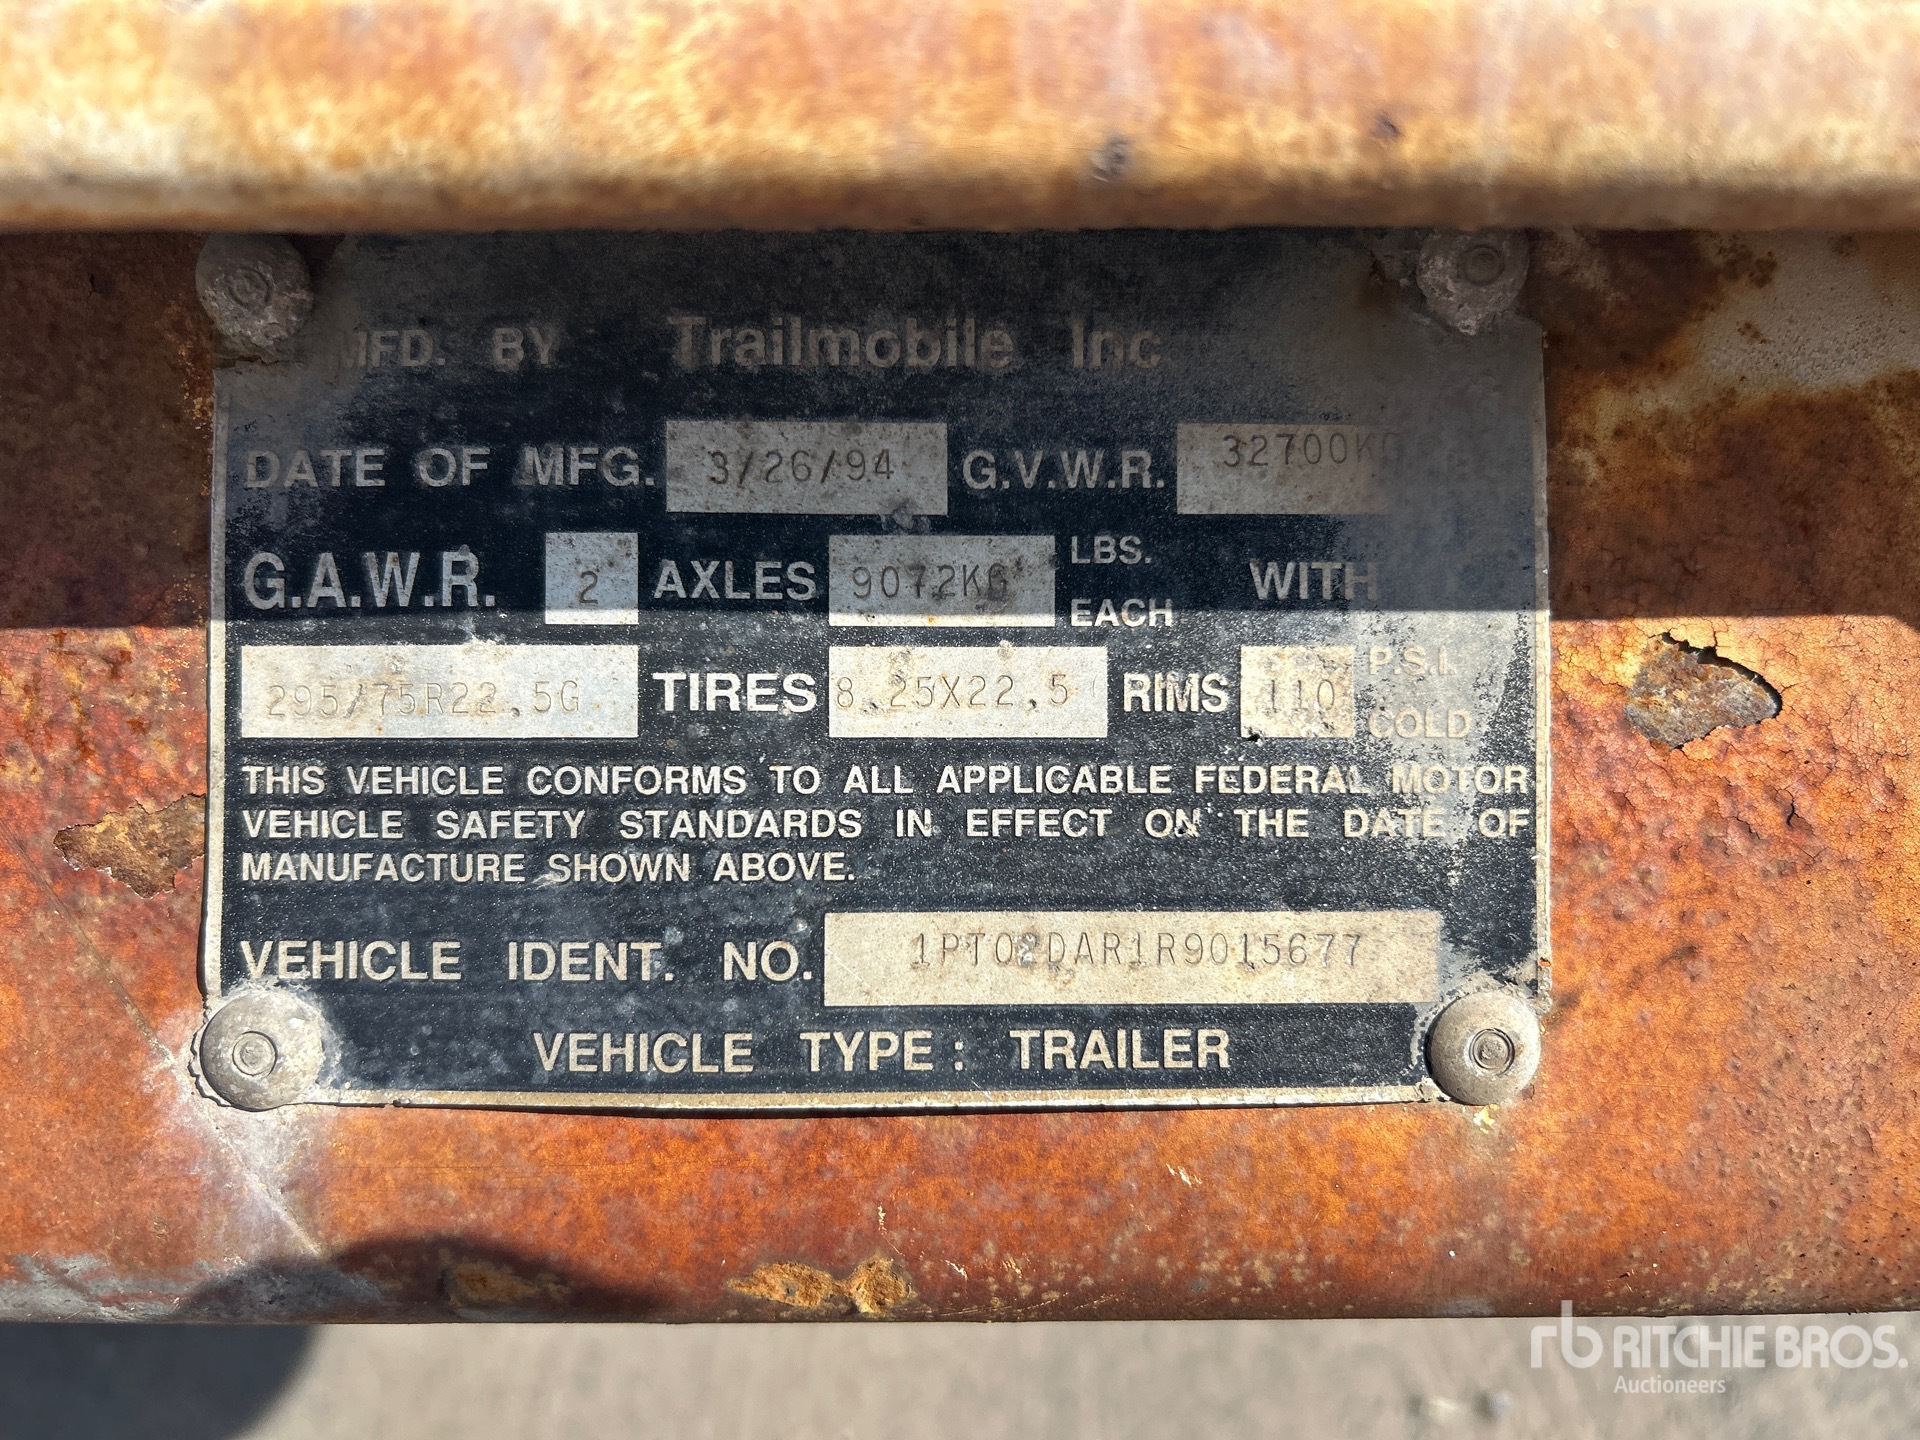 MFD. BY Trailmobile Inc
DATE OF MFG. 3/26/94 G.V.W.R. 32700KG
G.A.W.R. 2 AXLES 9072KG LBS. EACH WITH
295/75R22.5G TIRES 8.25X22.5 RIMS 110 P.S.I. COLD
THIS VEHICLE CONFORMS TO ALL APPLICABLE FEDERAL MOTOR
VEHICLE SAFETY STANDARDS IN EFFECT ON THE DATE OF
MANUFACTURE SHOWN ABOVE.
VEHICLE IDENT. NO. 1PT02DAR1R9015677
VEHICLE TYPE: TRAILER
rb RITCHIE BROS.
Auctioneers